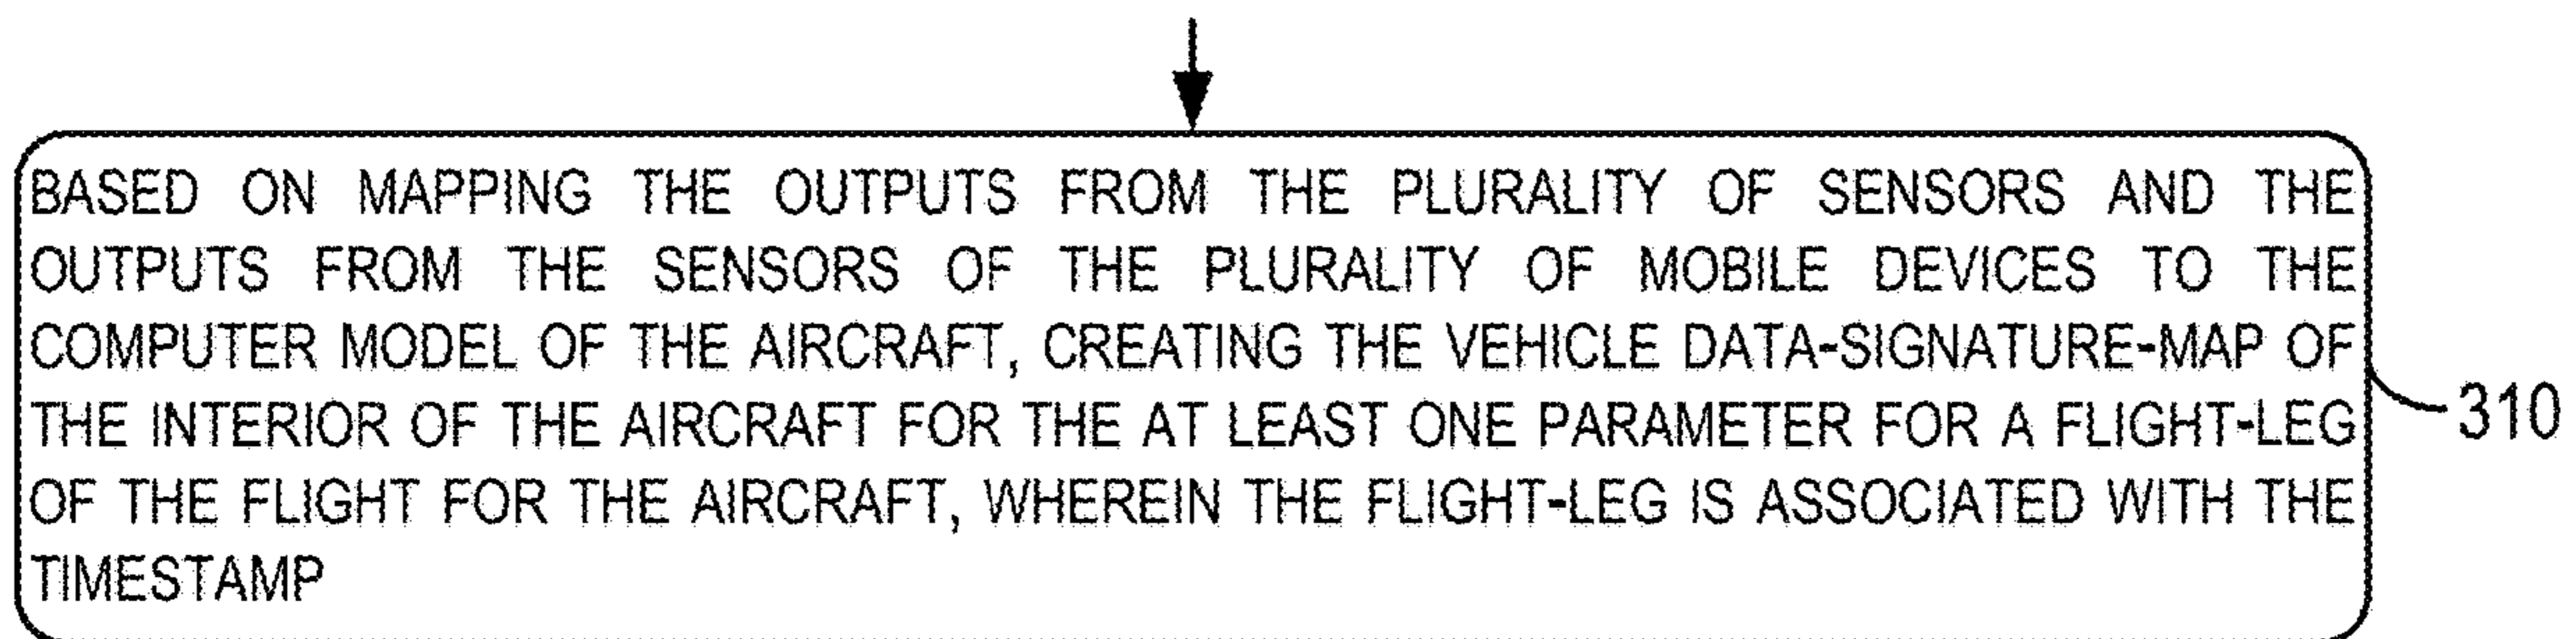 BASED ON MAPPING THE OUTPUTS FROM THE PLURALITY OF SENSORS AND THE
OUTPUTS FROM THE SENSORS OF THE PLURALITY OF MOBILE DEVICES TO THE
COMPUTER MODEL OF THE AIRCRAFT, CREATING THE VEHICLE DATA-SIGNATURE-MAP OF
THE INTERIOR OF THE AIRCRAFT FOR THE AT LEAST ONE PARAMETER FOR A FLIGHT-LEG
OF THE FLIGHT FOR THE AIRCRAFT, WHEREIN THE FLIGHT-LEG IS ASSOCIATED WITH THE
TIMESTAMP
310